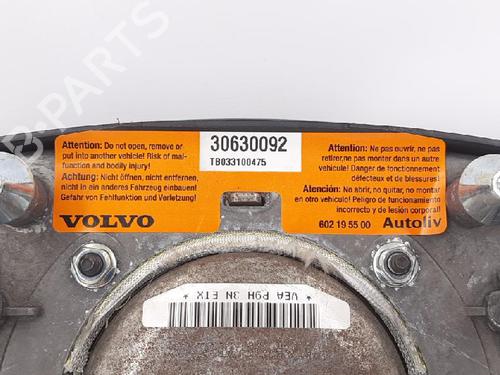 Attention: Do not open, remove or
put into another vehicle! Risk of mal-
function and bodily injury!
Achtung: Nicht öffnen, nicht entfernen,
nicht in ein anderes Fahrzeug einbauen!
Gefahr von Fehlfunktion und Verletzung!
VOLVO
30630092
TB033100475
Attention: Ne pas ouvrir, ne pas
retirer,ne pas monter dans un autre
véhicule! Danger de fonctionnement
défectueux et de blessures!
Atención: No abrir, no quitar, no montar
en otro vehículo! Peligro de funcionamiento
incorrecto y de lesión corporal!
602 19 55 00 Autoliv
* VEA P9H 3N ETX *